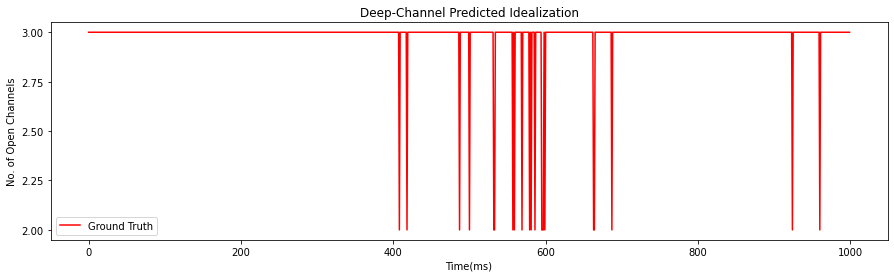 Deep-Channel Predicted Idealization
No. of Open Channels
3.00
2.75
2.50
2.25
2.00
Ground Truth
0
200
400
600
800
1000
Time(ms)